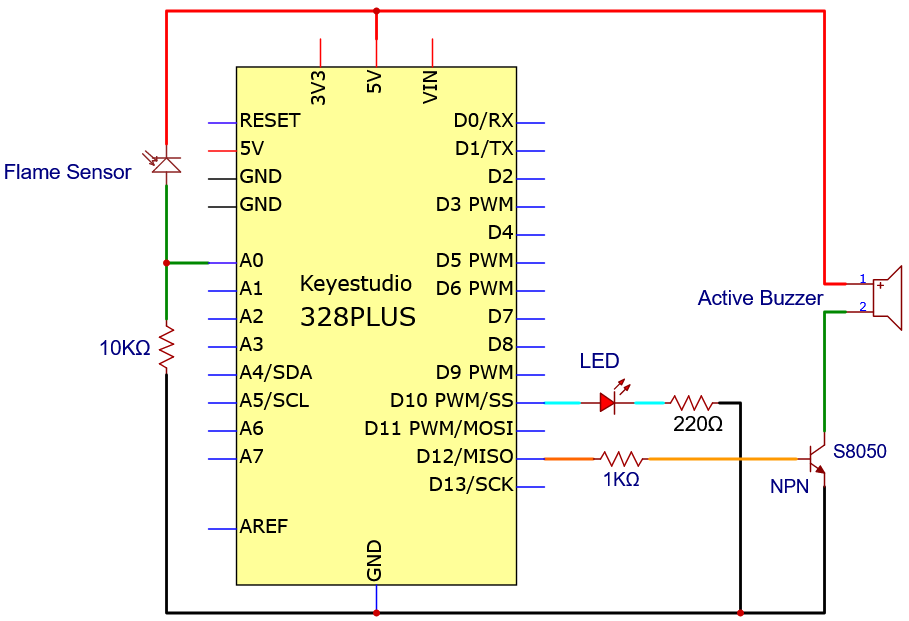 3V3
5V
VIN
RESET
5V
GND
GND
A0
A1
A2
A3
A4/SDA
A5/SCL
A6
A7
AREF
D0/RX
D1/TX
D2
D3 PWM
D4
D5 PWM
D6 PWM
D7
D8
D9 PWM
D10 PWM/SS
D11 PWM/MOSI
D12/MISO
D13/SCK
GND
Keyestudio
328PLUS
Flame Sensor
10KΩ
LED
220Ω
1KΩ
Active Buzzer
1
+
2
S8050
NPN